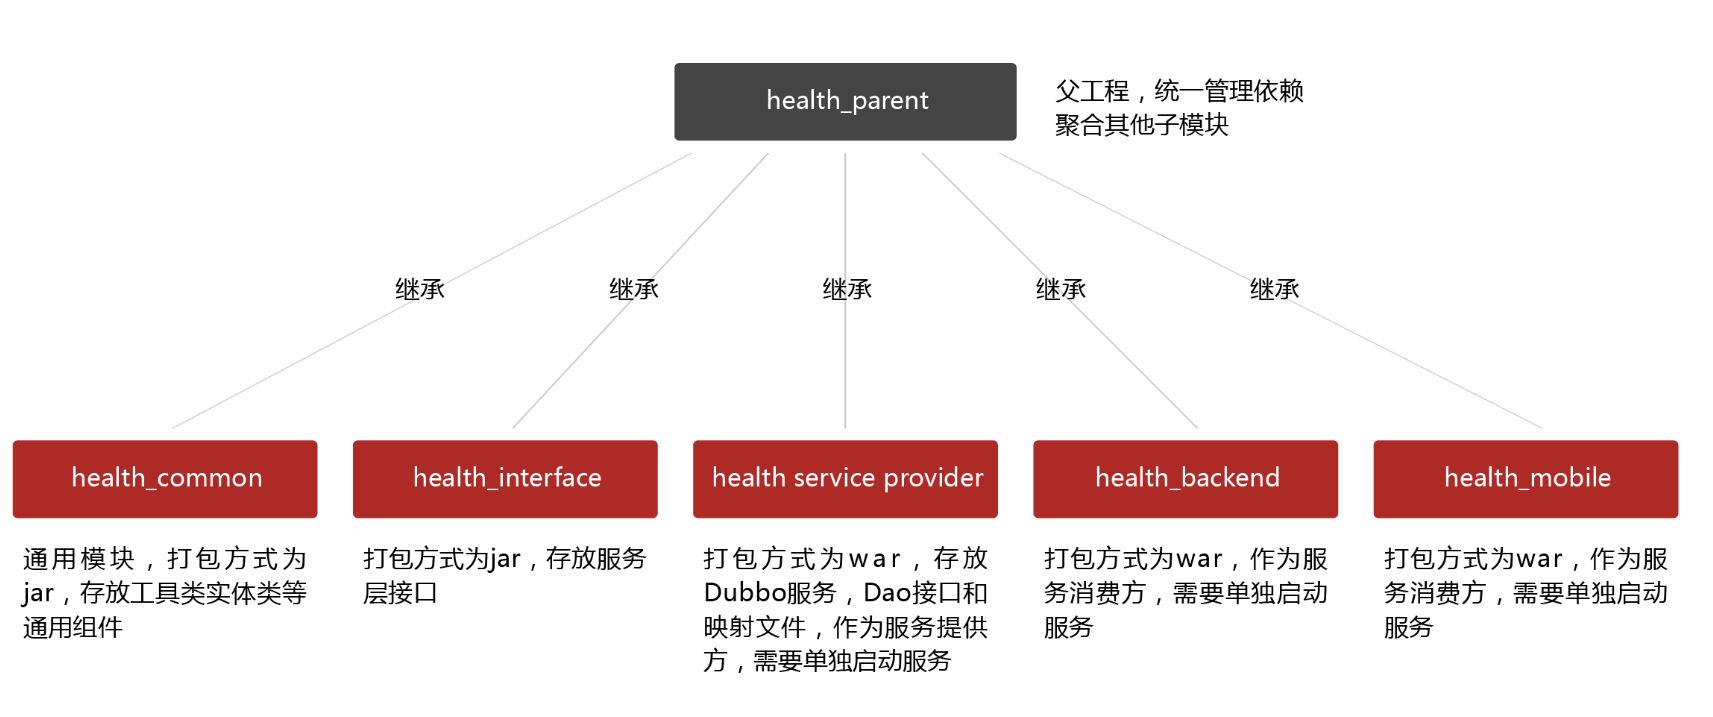 health_parent
父工程，统一管理依赖
聚合其他子模块
继承
继承
继承
继承
继承
health_common
health_interface
health service provider
health_backend
health_mobile
通用模块，打包方式为
jar，存放工具类实体类等
通用组件
打包方式为jar，存放服务
层接口
打包方式为war，存放
Dubbo服务，Dao接口和
映射文件，作为服务提供
方，需要单独启动服务
打包方式为war，作为服
务消费方，需要单独启动
服务
打包方式为war，作为服
务消费方，需要单独启动
服务